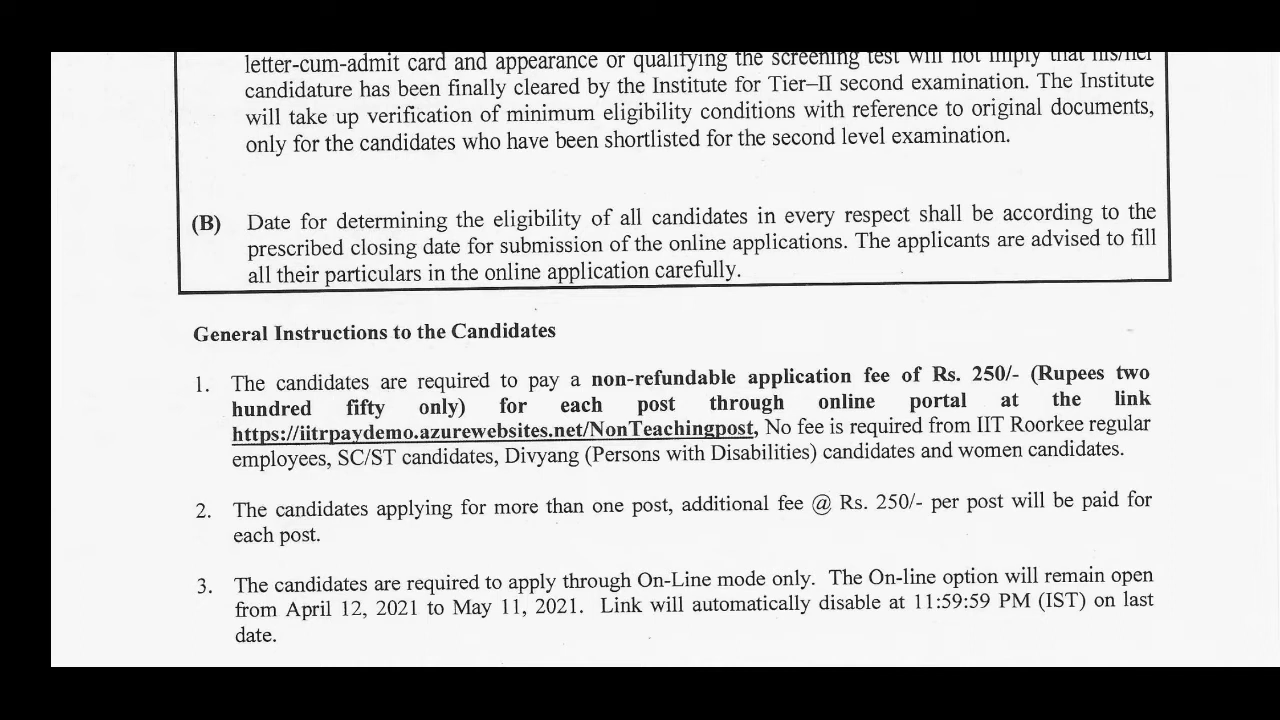 letter-cum-admit card and appearance or qualifying the screening test will not imply that his/her
candidature has been finally cleared by the Institute for Tier–II second examination. The Institute
will take up verification of minimum eligibility conditions with reference to original documents,
only for the candidates who have been shortlisted for the second level examination.
(B) Date for determining the eligibility of all candidates in every respect shall be according to the
prescribed closing date for submission of the online applications. The applicants are advised to fill
all their particulars in the online application carefully.
General Instructions to the Candidates
1. The candidates are required to pay a non-refundable application fee of Rs. 250/- (Rupees two
hundred fifty only) for each post through online portal at the link
https://iitrpaydemo.azurewebsites.net/NonTeachingpost, No fee is required from IIT Roorkee regular
employees, SC/ST candidates, Divyang (Persons with Disabilities) candidates and women candidates.
2. The candidates applying for more than one post, additional fee @ Rs. 250/- per post will be paid for
each post.
3. The candidates are required to apply through On-Line mode only. The On-line option will remain open
from April 12, 2021 to May 11, 2021. Link will automatically disable at 11:59:59 PM (IST) on last
date.